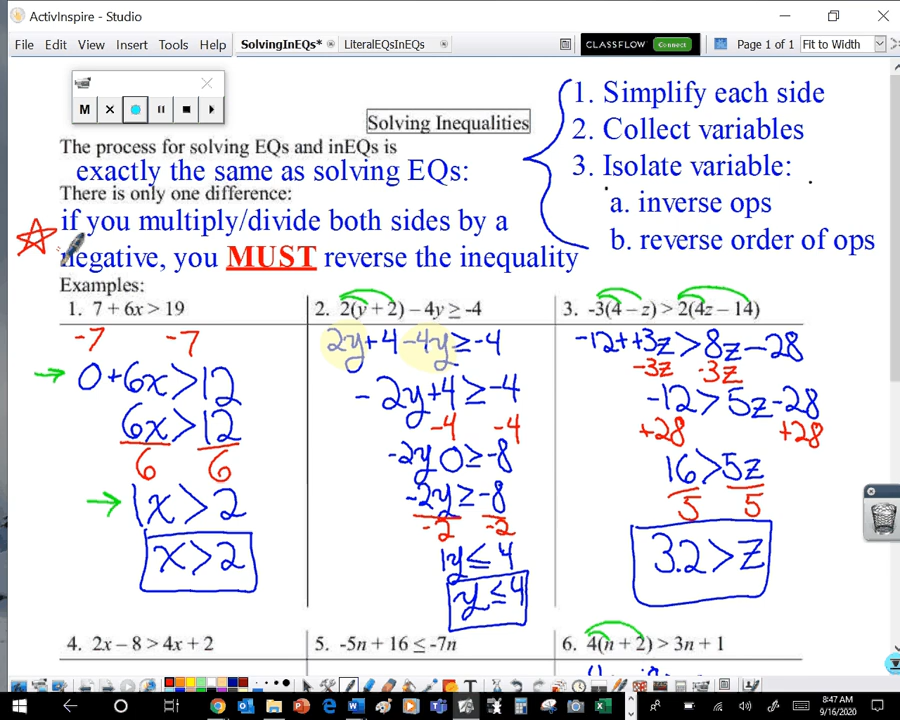 ActivInspire - Studio
File Edit View Insert Tools Help SolvingInEQs* LiteralEQsInEQs CLASSFLOW Connect Page 1 of 1 Fit to Width
M
Solving Inequalities
The process for solving EQs and inEQs is
exactly the same as solving EQs:
There is only one difference:
if you multiply/divide both sides by a
negative, you MUST reverse the inequality
1. Simplify each side
2. Collect variables
3. Isolate variable:
a. inverse ops
b. reverse order of ops
Examples:
1. 7 + 6x > 19
-7 -7
0+6x>12
6x>12
6 6
1x>2
x>2
2. 2(y + 2) – 4y ≥ -4
2y+4-4y≥-4
-2y+4≥-4
-4 -4
-2y 0≥-8
-2y≥-8
-2 -2
1y≤4
y≤4
3. -3(4 – z) > 2(4z – 14)
-12++3z>8z-28
-3z -3z
-12>5z-28
+28 +28
16>5z
5 5
3.2>z
4. 2x – 8 > 4x + 2
5. -5n + 16 ≤ -7n
6. 4(n + 2) > 3n + 1
8:47 AM
9/16/2020